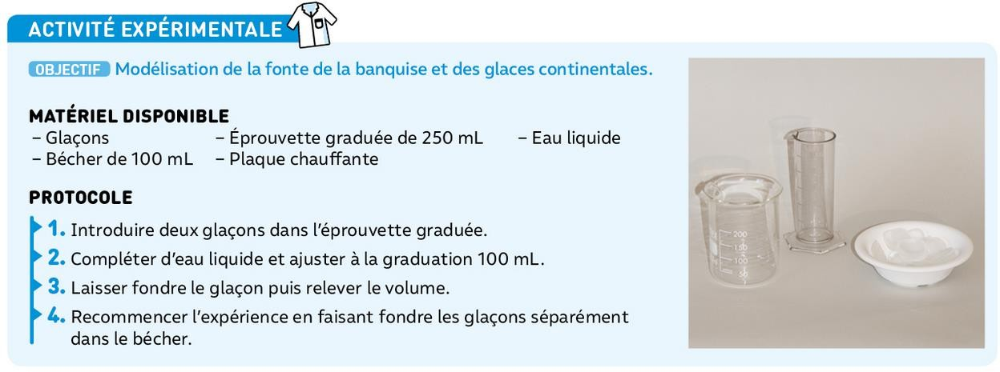 ACTIVITÉ EXPÉRIMENTALE
OBJECTIF Modélisation de la fonte de la banquise et des glaces continentales.
MATÉRIEL DISPONIBLE
– Glaçons – Éprouvette graduée de 250 mL – Eau liquide
– Bécher de 100 mL – Plaque chauffante
PROTOCOLE
1. Introduire deux glaçons dans l’éprouvette graduée.
2. Compléter d’eau liquide et ajuster à la graduation 100 mL.
3. Laisser fondre le glaçon puis relever le volume.
4. Recommencer l’expérience en faisant fondre les glaçons séparément
dans le bécher.
200
150
100
50